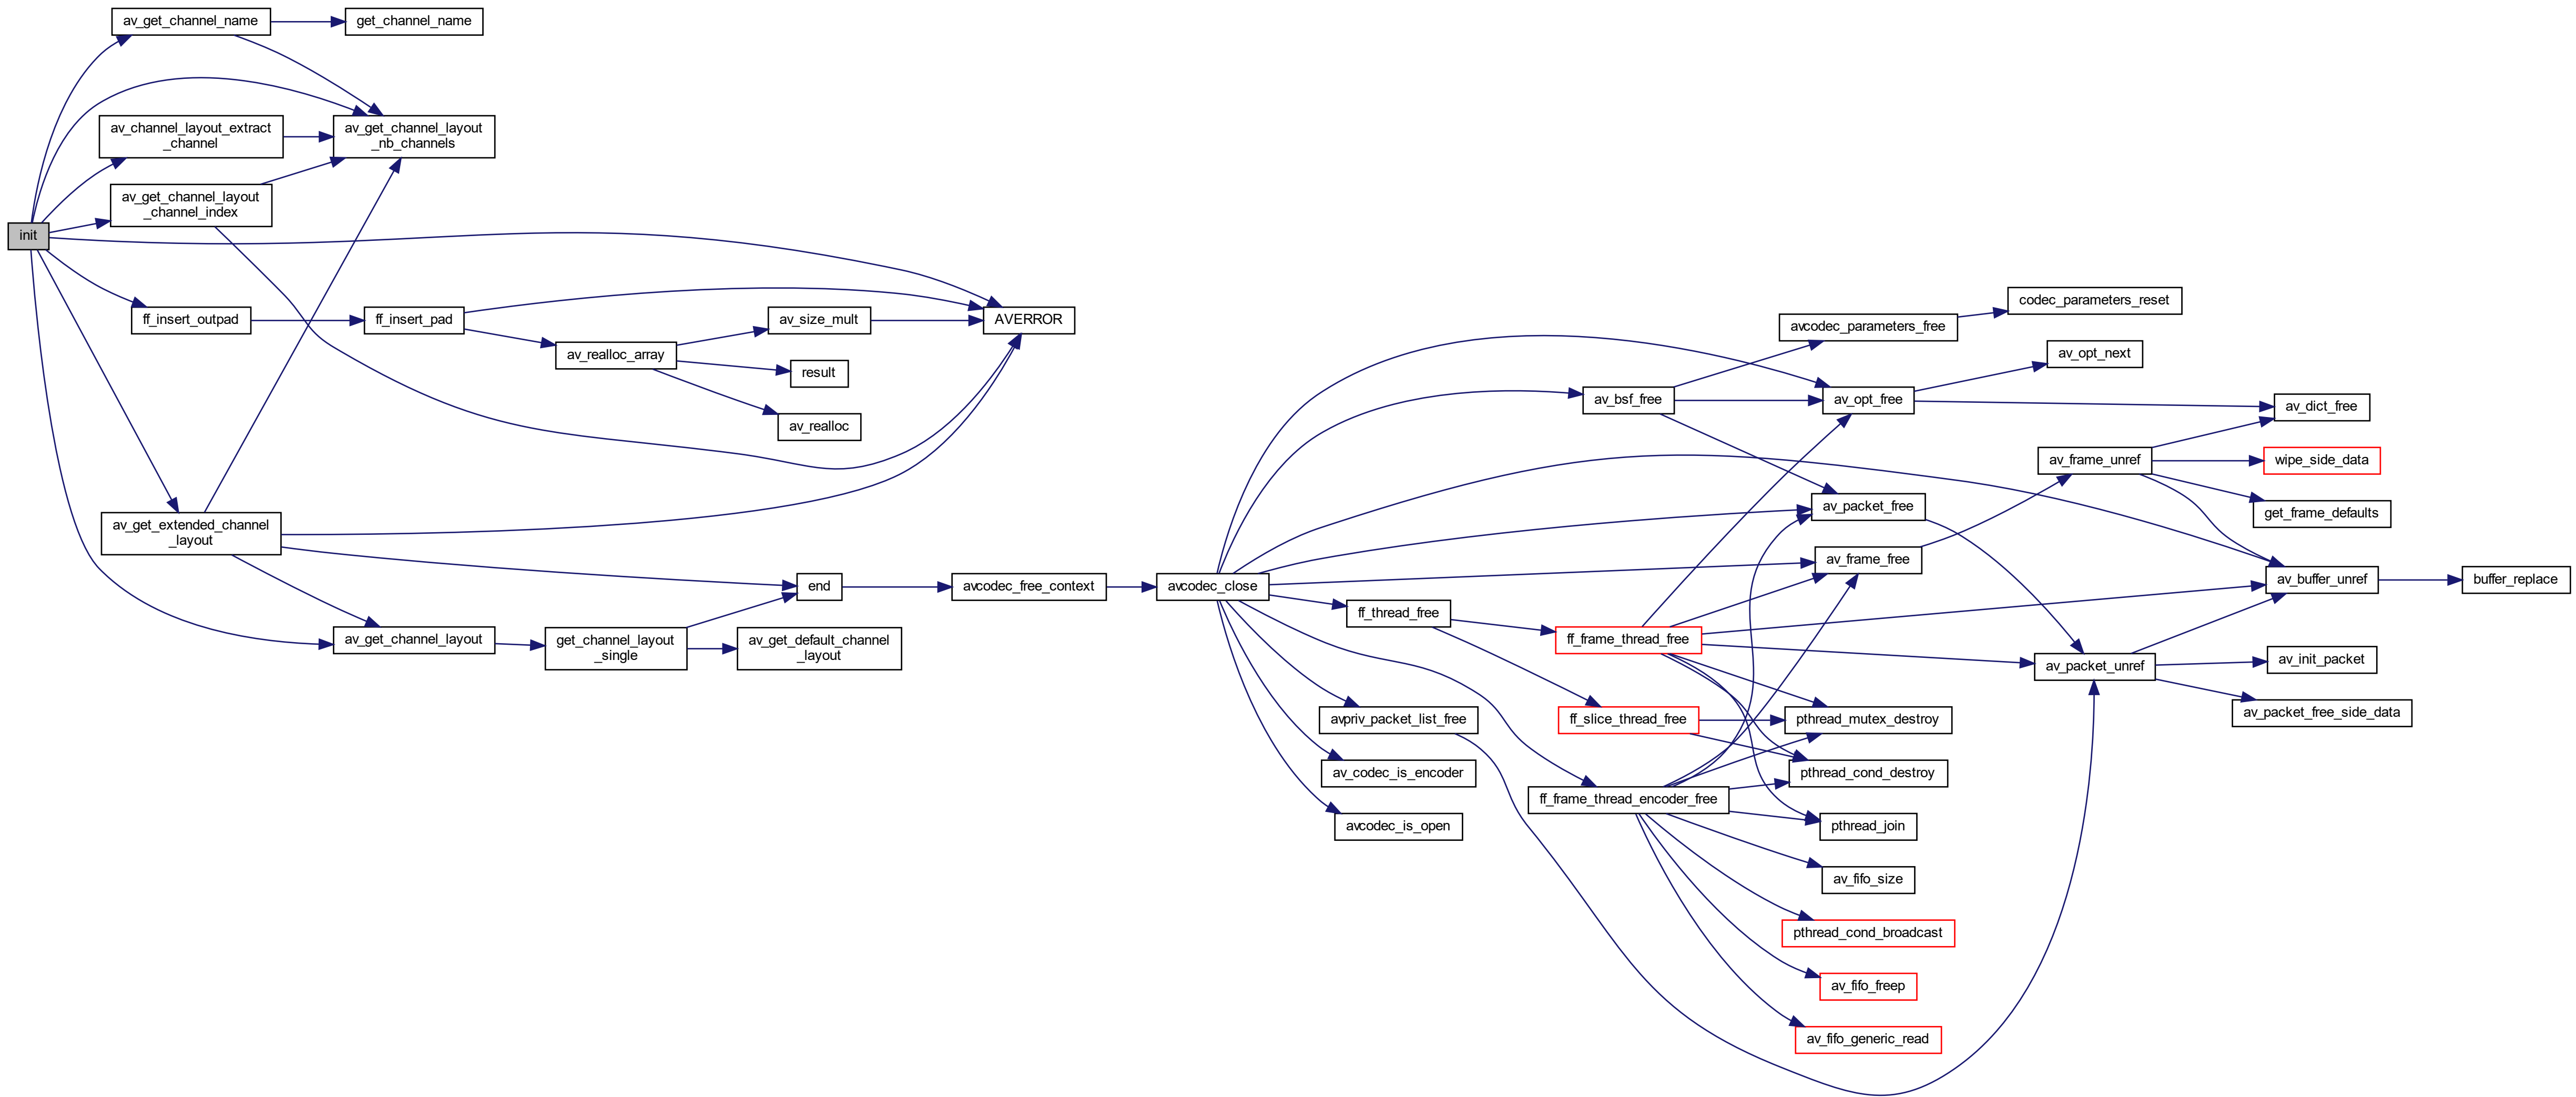 av_get_channel_name
get_channel_name
av_get_channel_layout
_nb_channels
av_channel_layout_extract
_channel
av_get_channel_layout
_channel_index
init
ff_insert_outpad
ff_insert_pad
av_size_mult
AVERROR
av_realloc_array
result
av_realloc
av_get_extended_channel
_layout
end
avcodec_free_context
avcodec_close
av_get_channel_layout
get_channel_layout
_single
av_get_default_channel
_layout
codec_parameters_reset
avcodec_parameters_free
av_opt_next
av_bsf_free
av_opt_free
av_dict_free
av_frame_unref
wipe_side_data
av_packet_free
get_frame_defaults
av_frame_free
av_buffer_unref
buffer_replace
ff_thread_free
ff_frame_thread_free
av_packet_unref
av_init_packet
av_packet_free_side_data
avpriv_packet_list_free
ff_slice_thread_free
pthread_mutex_destroy
av_codec_is_encoder
pthread_cond_destroy
ff_frame_thread_encoder_free
avcodec_is_open
pthread_join
av_fifo_size
pthread_cond_broadcast
av_fifo_freep
av_fifo_generic_read